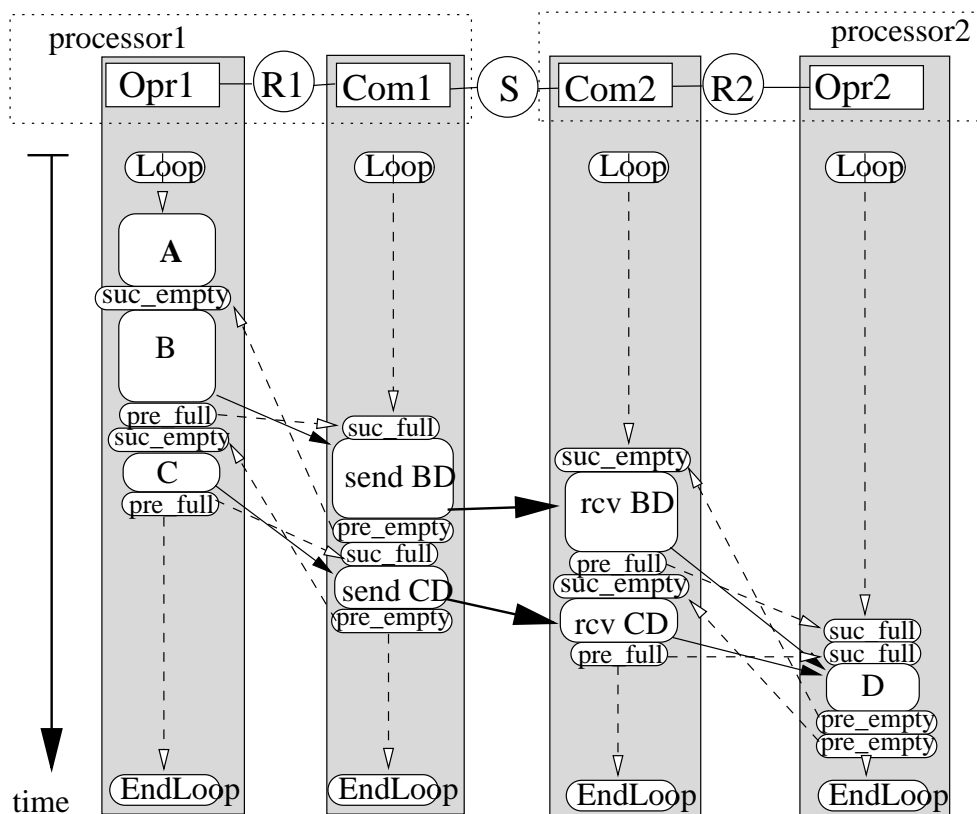 processor1
processor2
Opr1
R1
Com1
S
Com2
R2
Opr2
Loop
Loop
Loop
Loop
A
suc_empty
B
pre_full
suc_full
suc_empty
send BD
suc_empty
C
rcv BD
pre_full
pre_empty
suc_full
pre_full
send CD
suc_empty
pre_empty
rcv CD
suc_full
pre_full
suc_full
D
pre_empty
pre_empty
EndLoop
EndLoop
EndLoop
EndLoop
time